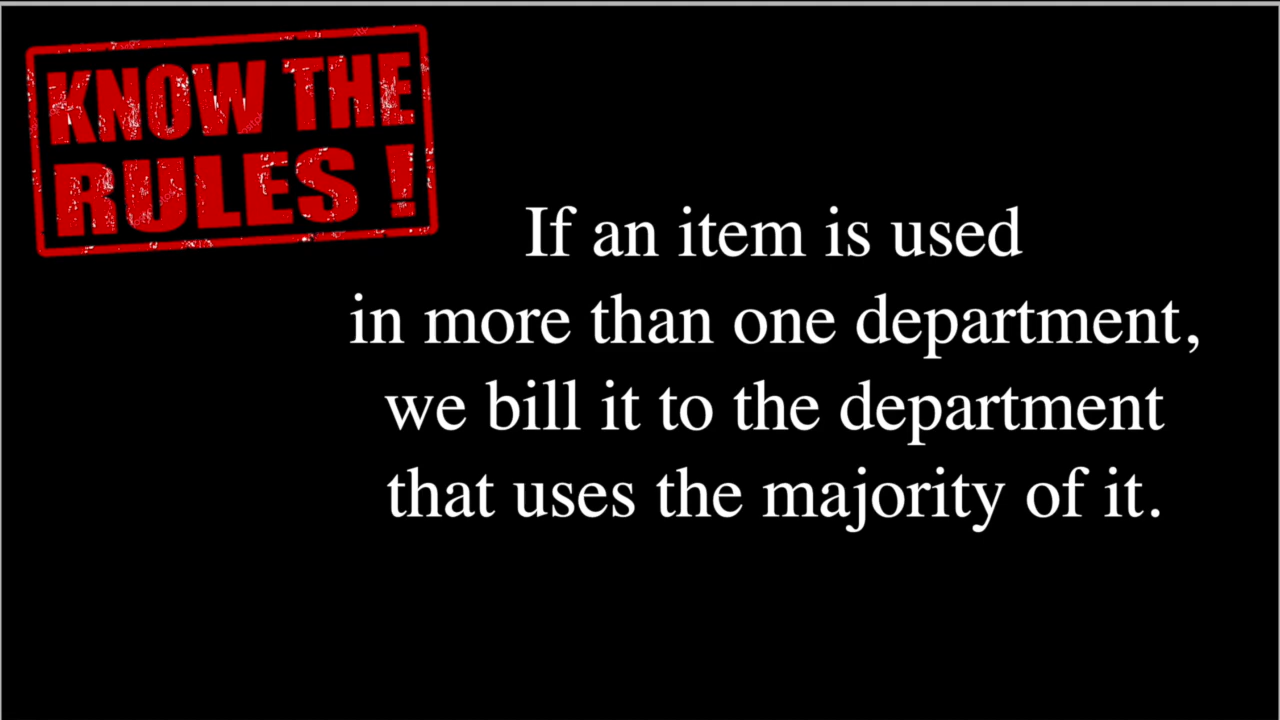 KNOW THE
RULES !
If an item is used
in more than one department,
we bill it to the department
that uses the majority of it.